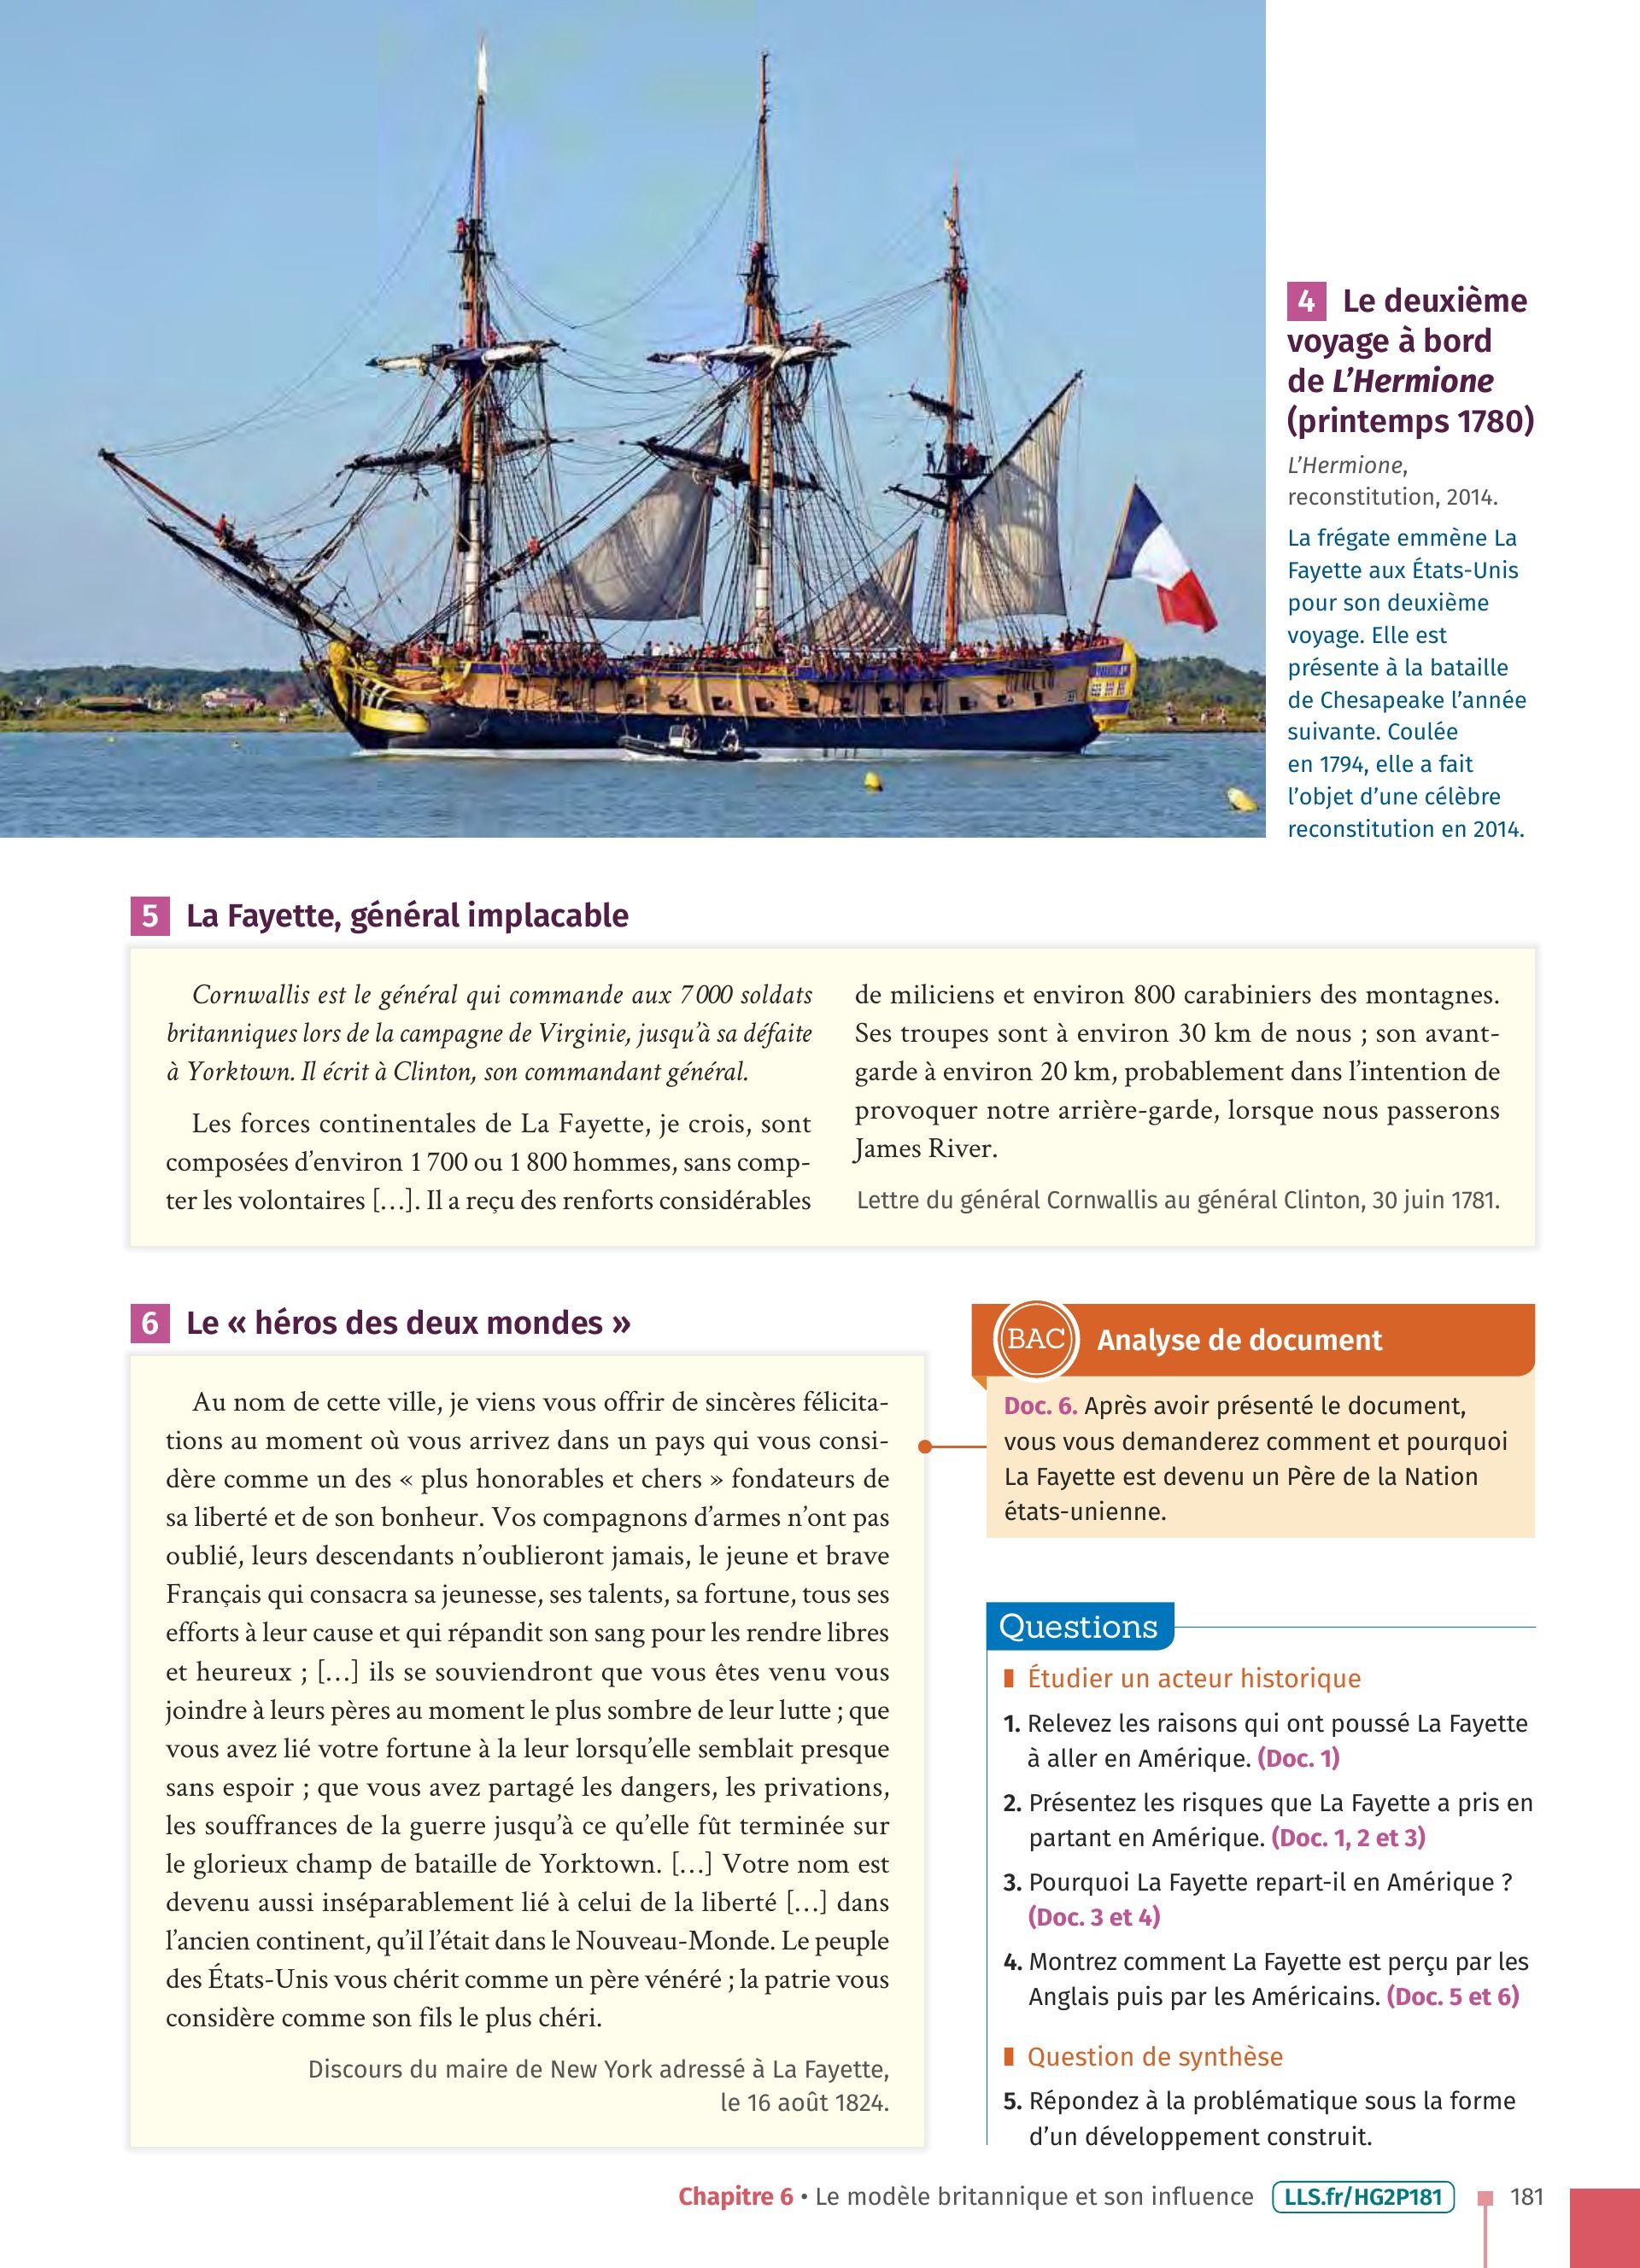 4 Le deuxième
voyage à bord
de L’Hermione
(printemps 1780)
L’Hermione,
reconstitution, 2014.
La frégate emmène La
Fayette aux États-Unis
pour son deuxième
voyage. Elle est
présente à la bataille
de Chesapeake l’année
suivante. Coulée
en 1794, elle a fait
l’objet d’une célèbre
reconstitution en 2014.
5 La Fayette, général implacable
Cornwallis est le général qui commande aux 7 000 soldats
britanniques lors de la campagne de Virginie, jusqu’à sa défaite
à Yorktown. Il écrit à Clinton, son commandant général.
Les forces continentales de La Fayette, je crois, sont
composées d’environ 1 700 ou 1 800 hommes, sans comp-
ter les volontaires […]. Il a reçu des renforts considérables
de miliciens et environ 800 carabiniers des montagnes.
Ses troupes sont à environ 30 km de nous ; son avant-
garde à environ 20 km, probablement dans l’intention de
provoquer notre arrière-garde, lorsque nous passerons
James River.
Lettre du général Cornwallis au général Clinton, 30 juin 1781.
6 Le « héros des deux mondes »
Au nom de cette ville, je viens vous offrir de sincères félicita-
tions au moment où vous arrivez dans un pays qui vous consi-
dère comme un des « plus honorables et chers » fondateurs de
sa liberté et de son bonheur. Vos compagnons d’armes n’ont pas
oublié, leurs descendants n’oublieront jamais, le jeune et brave
Français qui consacra sa jeunesse, ses talents, sa fortune, tous ses
efforts à leur cause et qui répandit son sang pour les rendre libres
et heureux ; […] ils se souviendront que vous êtes venu vous
joindre à leurs pères au moment le plus sombre de leur lutte ; que
vous avez lié votre fortune à la leur lorsqu’elle semblait presque
sans espoir ; que vous avez partagé les dangers, les privations,
les souffrances de la guerre jusqu’à ce qu’elle fût terminée sur
le glorieux champ de bataille de Yorktown. […] Votre nom est
devenu aussi inséparablement lié à celui de la liberté […] dans
l’ancien continent, qu’il l’était dans le Nouveau-Monde. Le peuple
des États-Unis vous chérit comme un père vénéré ; la patrie vous
considère comme son fils le plus chéri.
Discours du maire de New York adressé à La Fayette,
le 16 août 1824.
BAC Analyse de document
Doc. 6. Après avoir présenté le document,
vous vous demanderez comment et pourquoi
La Fayette est devenu un Père de la Nation
états-unienne.
Questions
Étudier un acteur historique
1. Relevez les raisons qui ont poussé La Fayette
à aller en Amérique. (Doc. 1)
2. Présentez les risques que La Fayette a pris en
partant en Amérique. (Doc. 1, 2 et 3)
3. Pourquoi La Fayette repart-il en Amérique ?
(Doc. 3 et 4)
4. Montrez comment La Fayette est perçu par les
Anglais puis par les Américains. (Doc. 5 et 6)
Question de synthèse
5. Répondez à la problématique sous la forme
d’un développement construit.
Chapitre 6 • Le modèle britannique et son influence LLS.fr/HG2P181 181